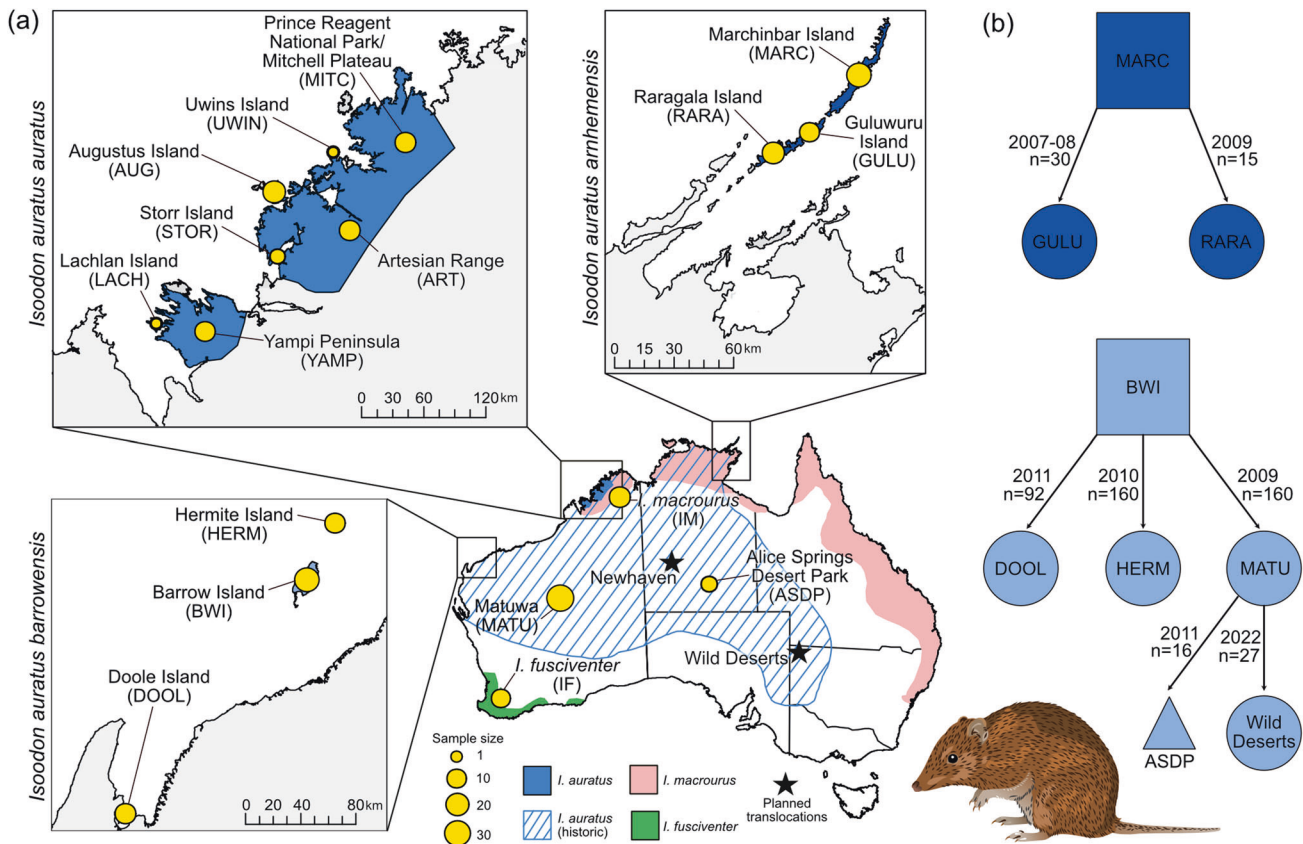 (a)
Isoodon auratus auratus
Prince Reagent
National Park/
Mitchell Plateau
(MITC)
Uwins Island
(UWIN)
Augustus Island
(AUG)
Storr Island
(STOR)
Lachlan Island
(LACH)
Artesian Range
(ART)
Yampi Peninsula
(YAMP)
0 30 60 120 km
Isoodon auratus arnhemensis
Marchinbar Island
(MARC)
Raragala Island
(RARA)
Guluwuru
Island
(GULU)
0 15 30 60 km
Isoodon auratus barrowensis
Hermite Island
(HERM)
Barrow Island
(BWI)
Doole Island
(DOOL)
0 20 40 80 km
I. macrourus
(IM)
Newhaven
Alice Springs
Desert Park
(ASDP)
Matuwa
(MATU)
Wild Deserts
I. fusciventer
(IF)
Sample size
1
10
20
30
I. auratus
I. auratus
(historic)
I. macrourus
I. fusciventer
Planned
translocations
(b)
MARC
2007-08
n=30
2009
n=15
GULU
RARA
BWI
2011
n=92
2010
n=160
2009
n=160
DOOL
HERM
MATU
2011
n=16
2022
n=27
ASDP
Wild
Deserts